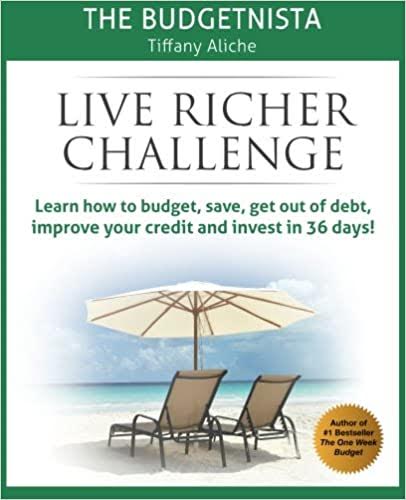 THE BUDGETNISTA
Tiffany Aliche
LIVE RICHER
CHALLENGE
Learn how to budget, save, get out of debt,
improve your credit and invest in 36 days!
Author of
#1 Bestseller
The One Week
Budget